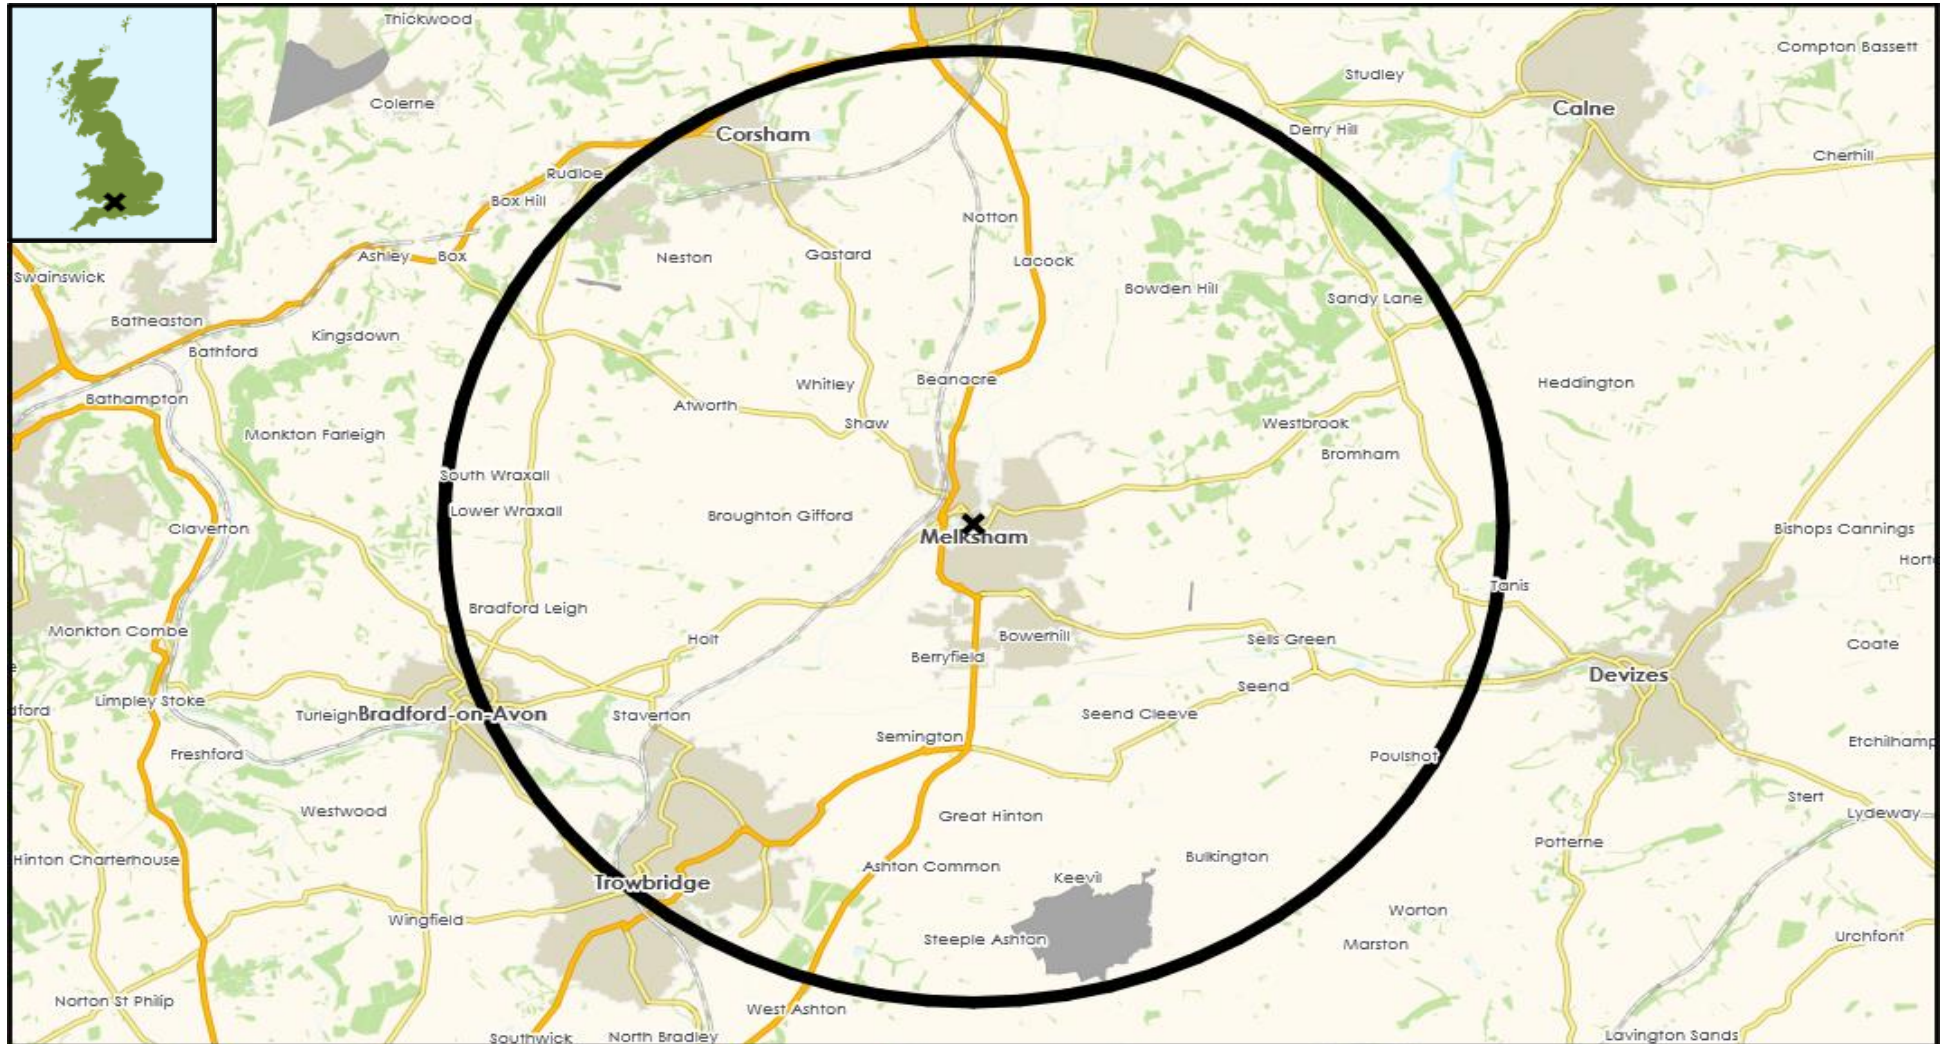 Thickwood
Compton Bassett
Studley
Colerne
Calne
Derry Hill
Corsham
Cherhill
Rudloe
Box Hill
Notton
Ashley
Box
Neston
Gastard
Lacock
Swainswick
Bowden Hill
Sandy Lane
Batheaston
Kingsdown
Bathford
Whitley
Beanacre
Heddington
Bathampton
Atworth
Shaw
Westbrook
Monkton Farleigh
Bromham
South Wraxall
Lower Wraxall
Broughton Gifford
Claverton
Melksham
Bishops Cannings
Horto
Tanis
Bradford Leigh
Monkton Combe
Holt
Bowerhill
Sells Green
Coate
Berryfield
Devizes
Limpley Stoke
Seend
dford
Turleigh
Bradford-on-Avon
Staverton
Seend Cleeve
Semington
Etchilhamp
Freshford
Poulshot
Westwood
Great Hinton
Stert
Lydeway
Potterne
Hinton Charterhouse
Ashton Common
Bulkington
Keevil
Trowbridge
Wingfield
Worton
Steeple Ashton
Marston
Urchfont
Norton St Philip
West Ashton
Southwick
North Bradley
Lavington Sands